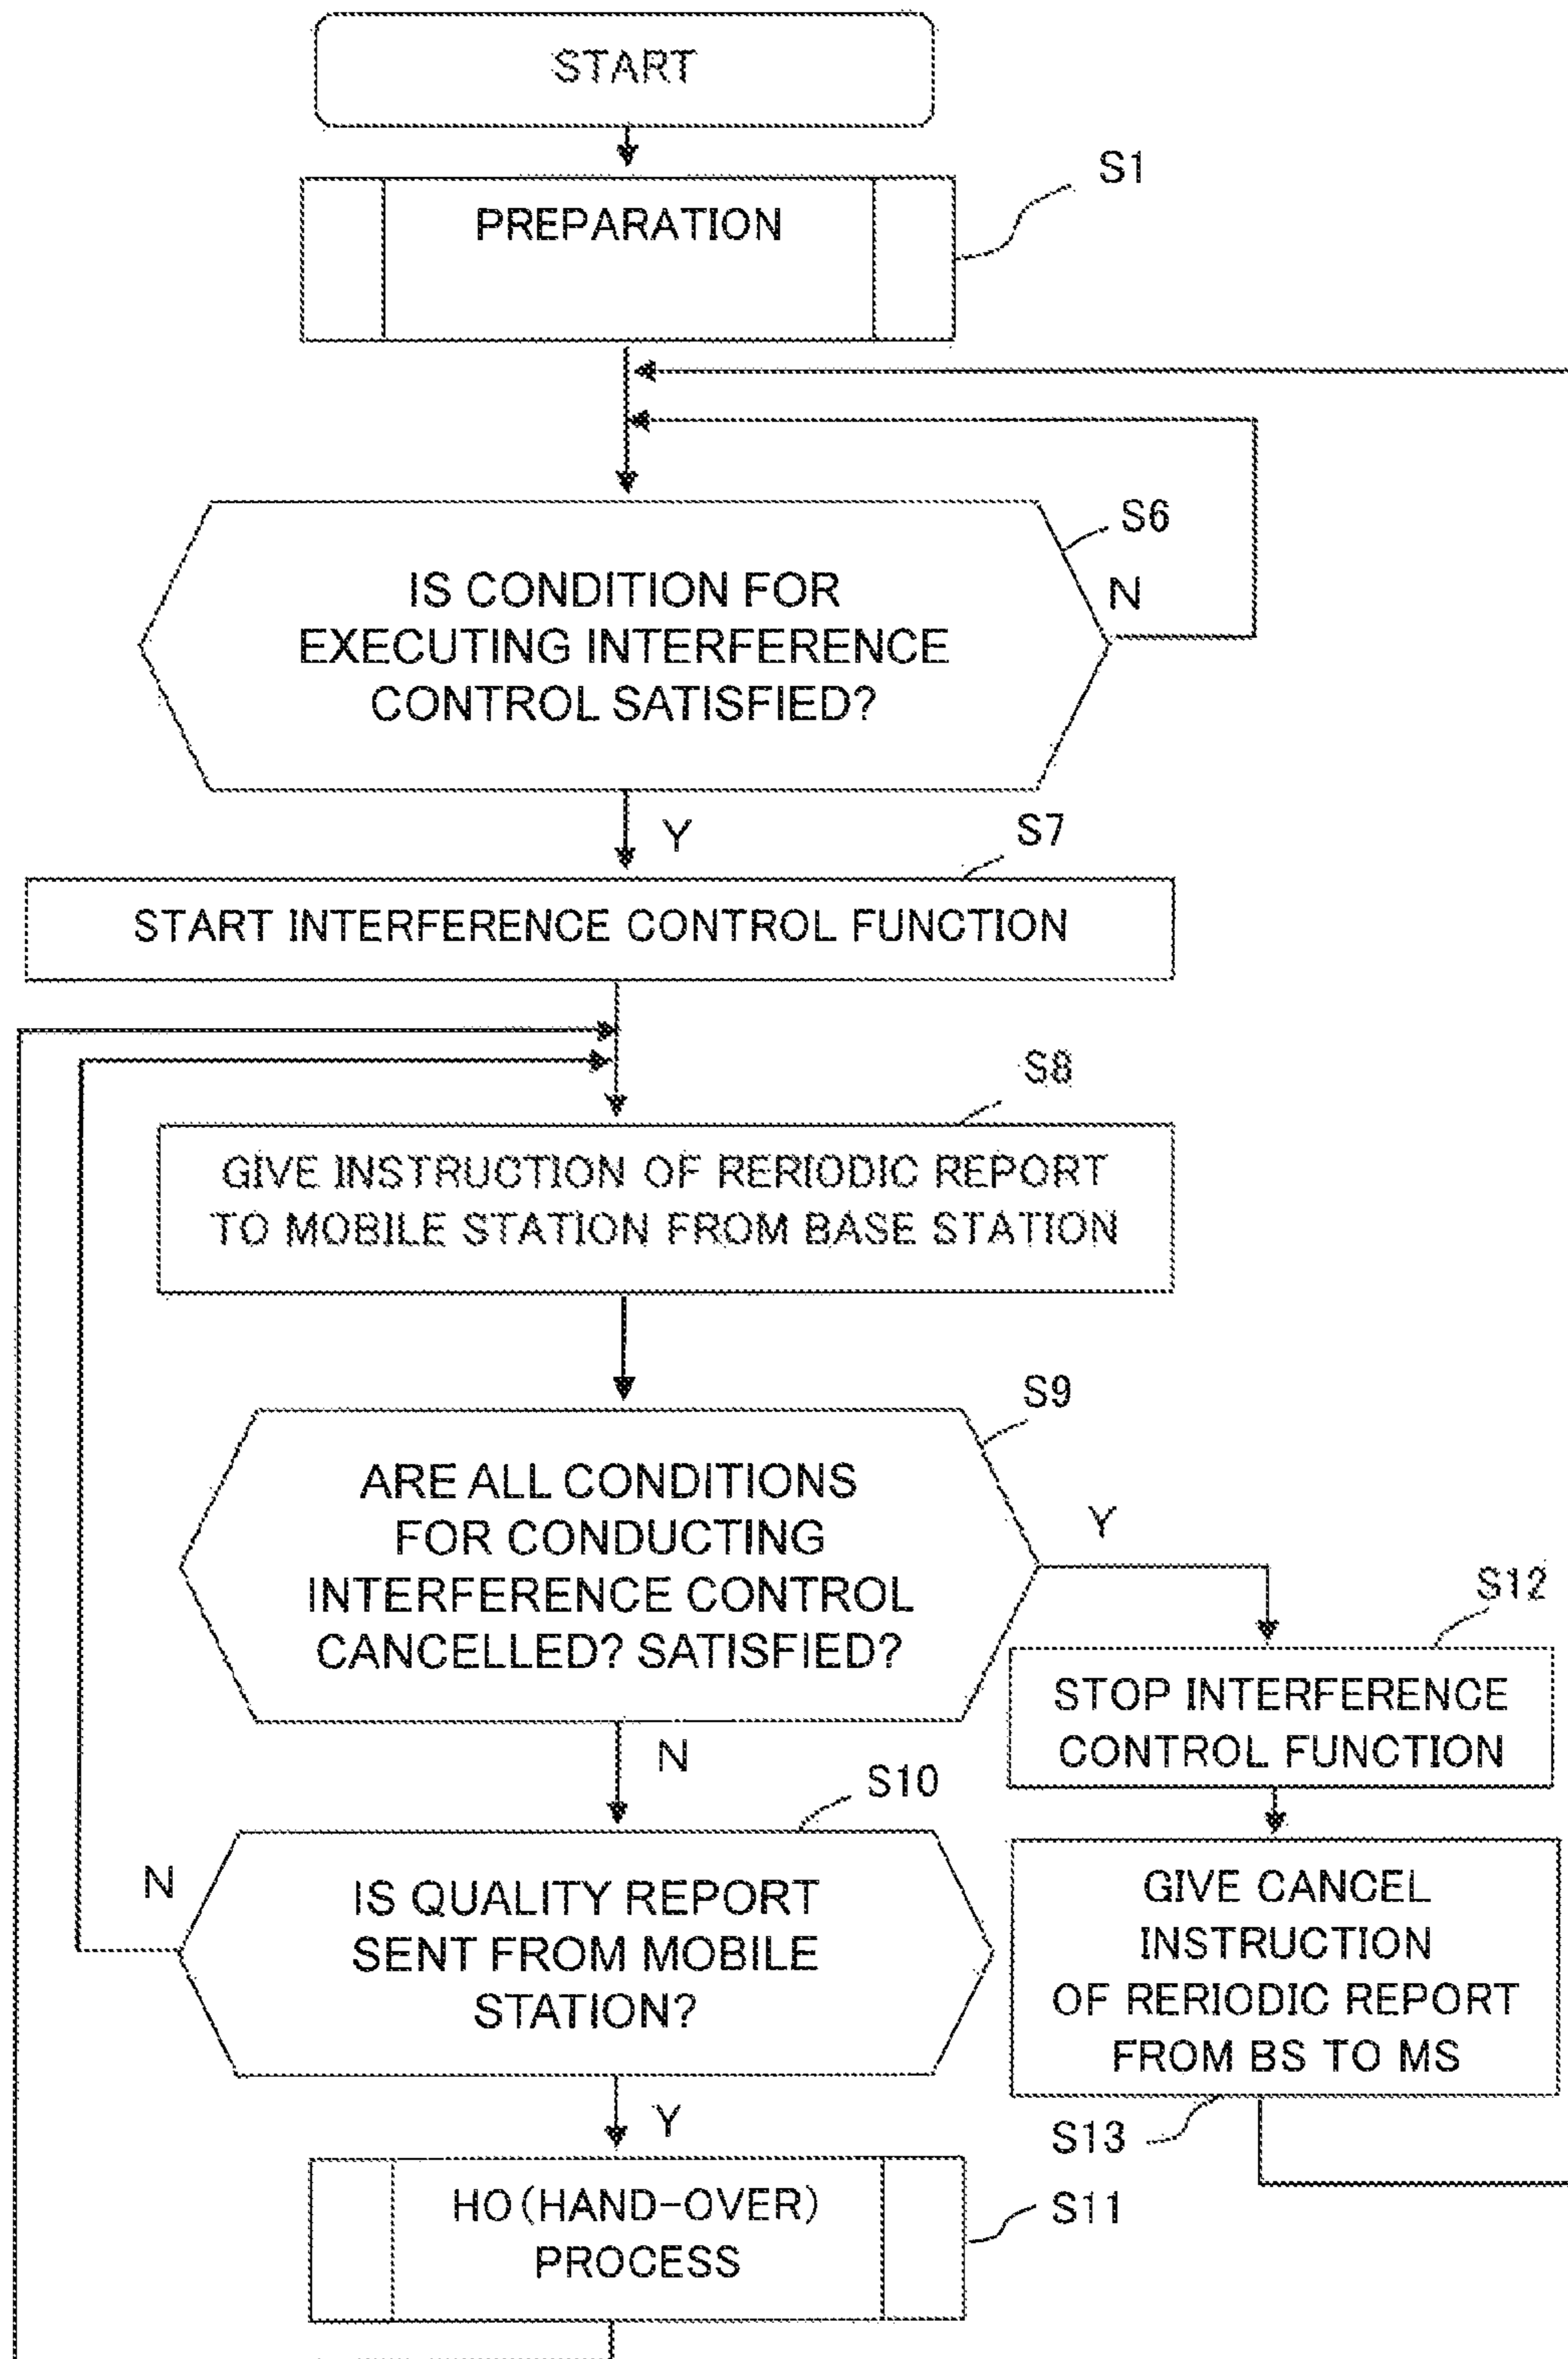 START
S1
PREPARATION
S6
N
IS CONDITION FOR
EXECUTING INTERFERENCE
CONTROL SATISFIED?
Y
S7
START INTERFERENCE CONTROL FUNCTION
S8
GIVE INSTRUCTION OF RERIODIC REPORT
TO MOBILE STATION FROM BASE STATION
S9
ARE ALL CONDITIONS
FOR CONDUCTING
INTERFERENCE CONTROL
CANCELLED? SATISFIED?
Y
S12
STOP INTERFERENCE
CONTROL FUNCTION
N
S10
N
IS QUALITY REPORT
SENT FROM MOBILE
STATION?
GIVE CANCEL
INSTRUCTION
OF RERIODIC REPORT
FROM BS TO MS
S13
Y
S11
HO(HAND-OVER)
PROCESS